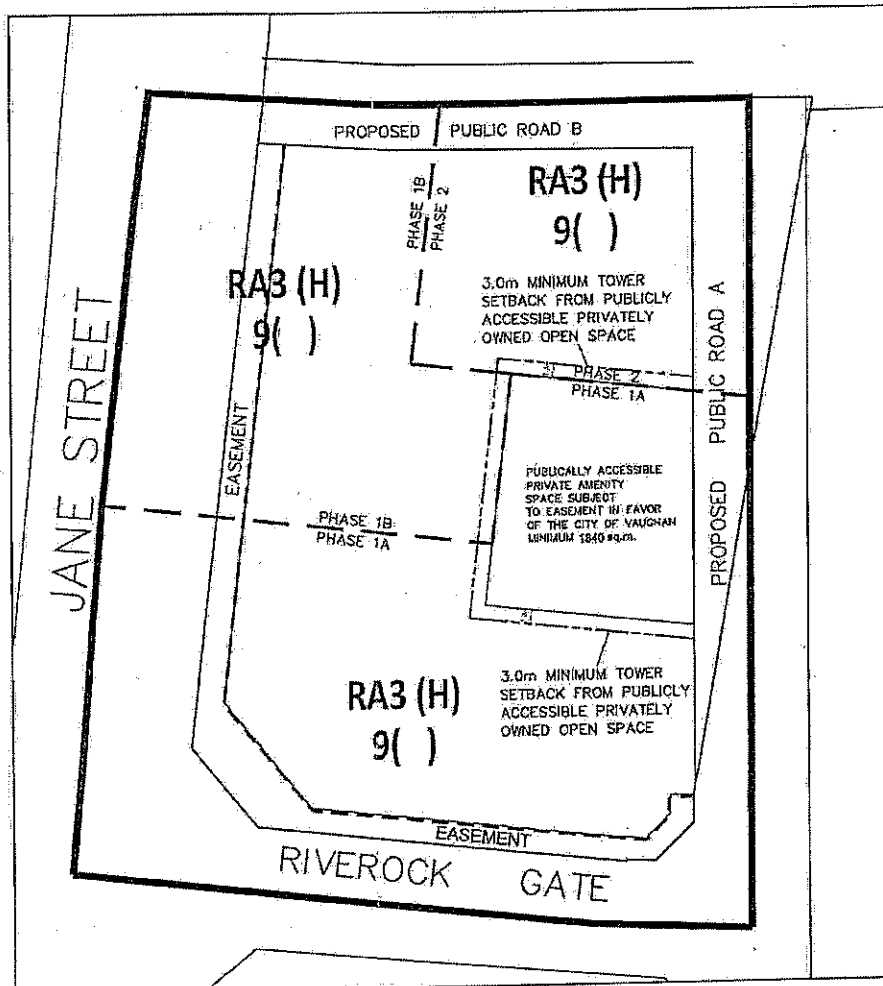 PROPOSED PUBLIC ROAD B
PHASE 1B
PHASE 2
RA3 (H)
9( )
3.0m MINIMUM TOWER
SETBACK FROM PUBLICLY
ACCESSIBLE PRIVATELY
OWNED OPEN SPACE
RA3 (H)
9( )
PHASE 2
PHASE 1A
PROPOSED PUBLIC ROAD A
JANE STREET
EASEMENT
PUBLICALLY ACCESSIBLE
PRIVATE AMENITY
SPACE SUBJECT
TO EASEMENT IN FAVOR
OF THE CITY OF VAUGHAN
MINIMUM 1840 sq.m.
PHASE 1B
PHASE 1A
3.0m MINIMUM TOWER
SETBACK FROM PUBLICLY
ACCESSIBLE PRIVATELY
OWNED OPEN SPACE
RA3 (H)
9( )
EASEMENT
RIVEROCK GATE